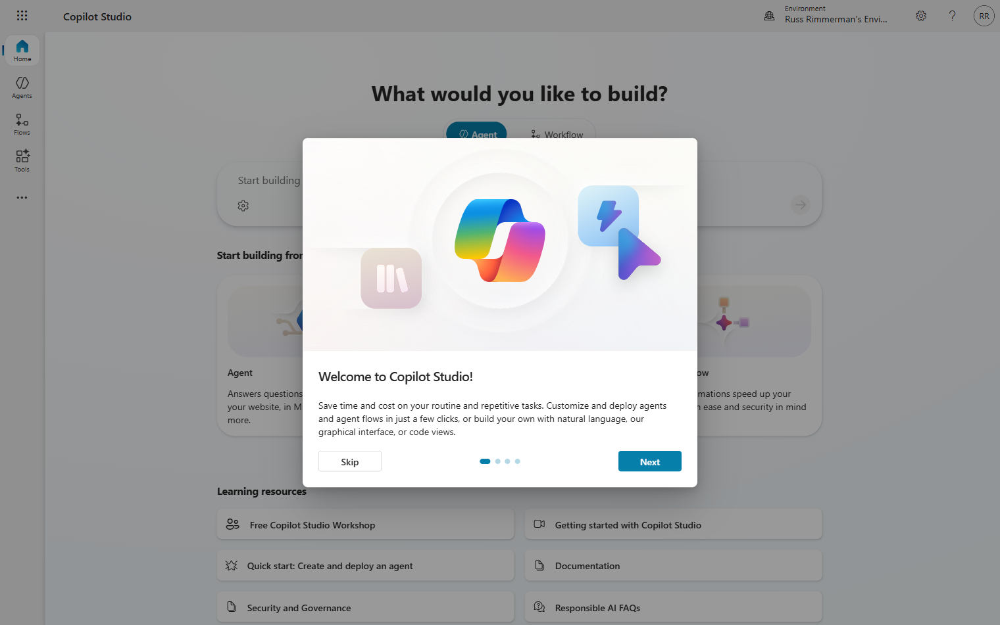 Copilot Studio
Environment
Russ Rimmerman's Envi...
RR
Home
Agents
Flows
Tools
What would you like to build?
Agent
Workflow
Start building
Start building fro
Agent
Answers questions
your website, in M
more.
ow
mations speed up your
ease and security in mind
Welcome to Copilot Studio!
Save time and cost on your routine and repetitive tasks. Customize and deploy agents
and agent flows in just a few clicks, or build your own with natural language, our
graphical interface, or code views.
Skip
Next
Learning resources
Free Copilot Studio Workshop
Getting started with Copilot Studio
Quick start: Create and deploy an agent
Documentation
Security and Governance
Responsible AI FAQs